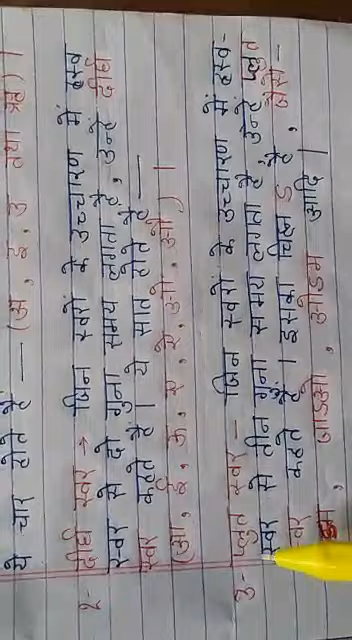 ये चार होते हैं — (अ, इ, उ तथा ऋ) ।
2- दीर्घ स्वर → जिन स्वरों के उच्चारण में ह्रस्व
स्वर से दो गुना समय लगता है, उन्हें दीर्घ
स्वर कहते हैं। ये सात होते हैं —
(आ, ई, ऊ, ए, ऐ, ओ, औ) ।
3- प्लुत स्वर – जिन स्वरों के उच्चारण में ह्रस्व-
स्वर से तीन गुना समय लगता है, उन्हें प्लुत
स्वर कहते हैं। इसका चिह्न ऽ है, जैसे –
, ओऽम आदि।